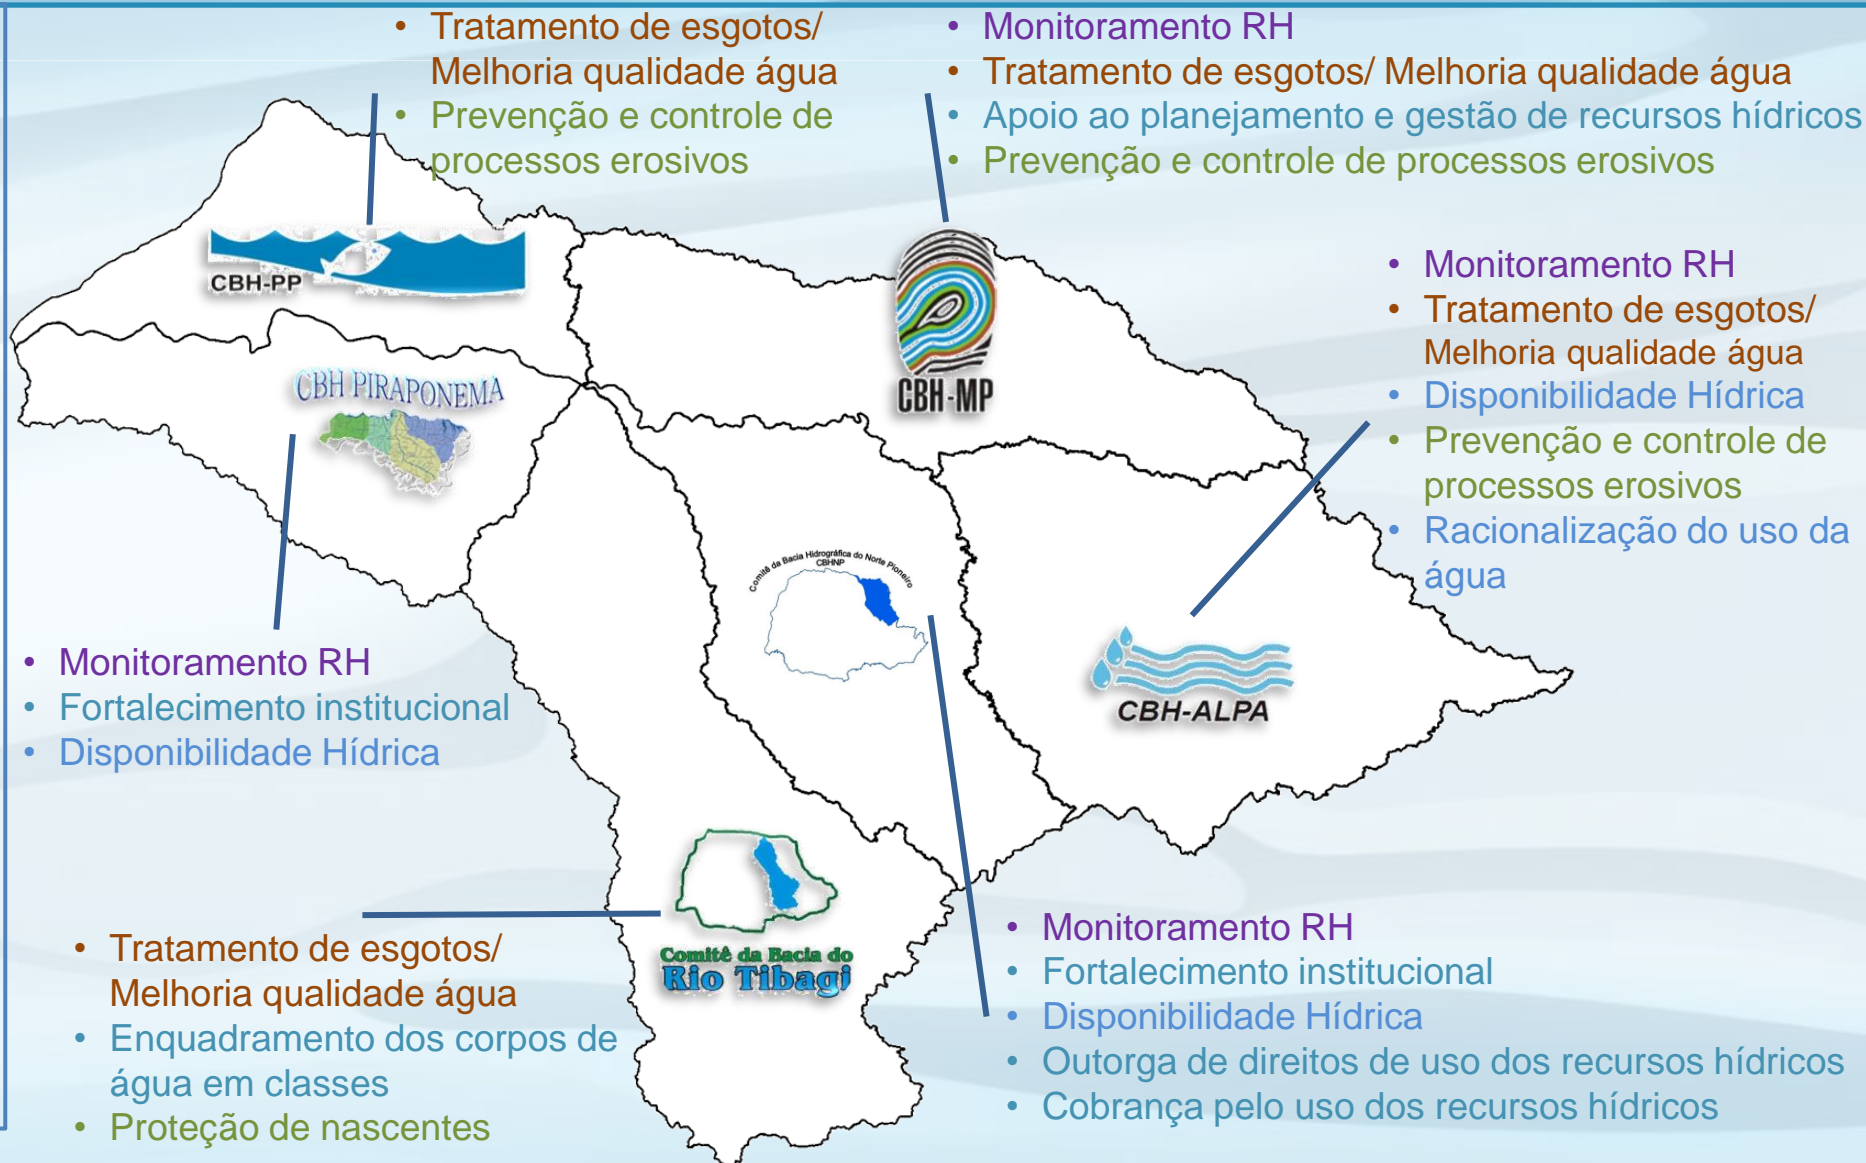 • Tratamento de esgotos/
Melhoria qualidade água
• Prevenção e controle de
processos erosivos
• Monitoramento RH
• Tratamento de esgotos/ Melhoria qualidade água
• Apoio ao planejamento e gestão de recursos hídricos
• Prevenção e controle de processos erosivos
CBH-PP
CBH-MP
• Monitoramento RH
• Tratamento de esgotos/
Melhoria qualidade água
• Disponibilidade Hídrica
• Prevenção e controle de
processos erosivos
• Racionalização do uso da
água
CBH PIRAPONEMA
Comitê da Bacia Hidrográfica do Norte Pioneiro
CBHNP
CBH-ALPA
• Monitoramento RH
• Fortalecimento institucional
• Disponibilidade Hídrica
Comitê da Bacia do
Rio Tibagi
• Tratamento de esgotos/
Melhoria qualidade água
• Enquadramento dos corpos de
água em classes
• Proteção de nascentes
• Monitoramento RH
• Fortalecimento institucional
• Disponibilidade Hídrica
• Outorga de direitos de uso dos recursos hídricos
• Cobrança pelo uso dos recursos hídricos